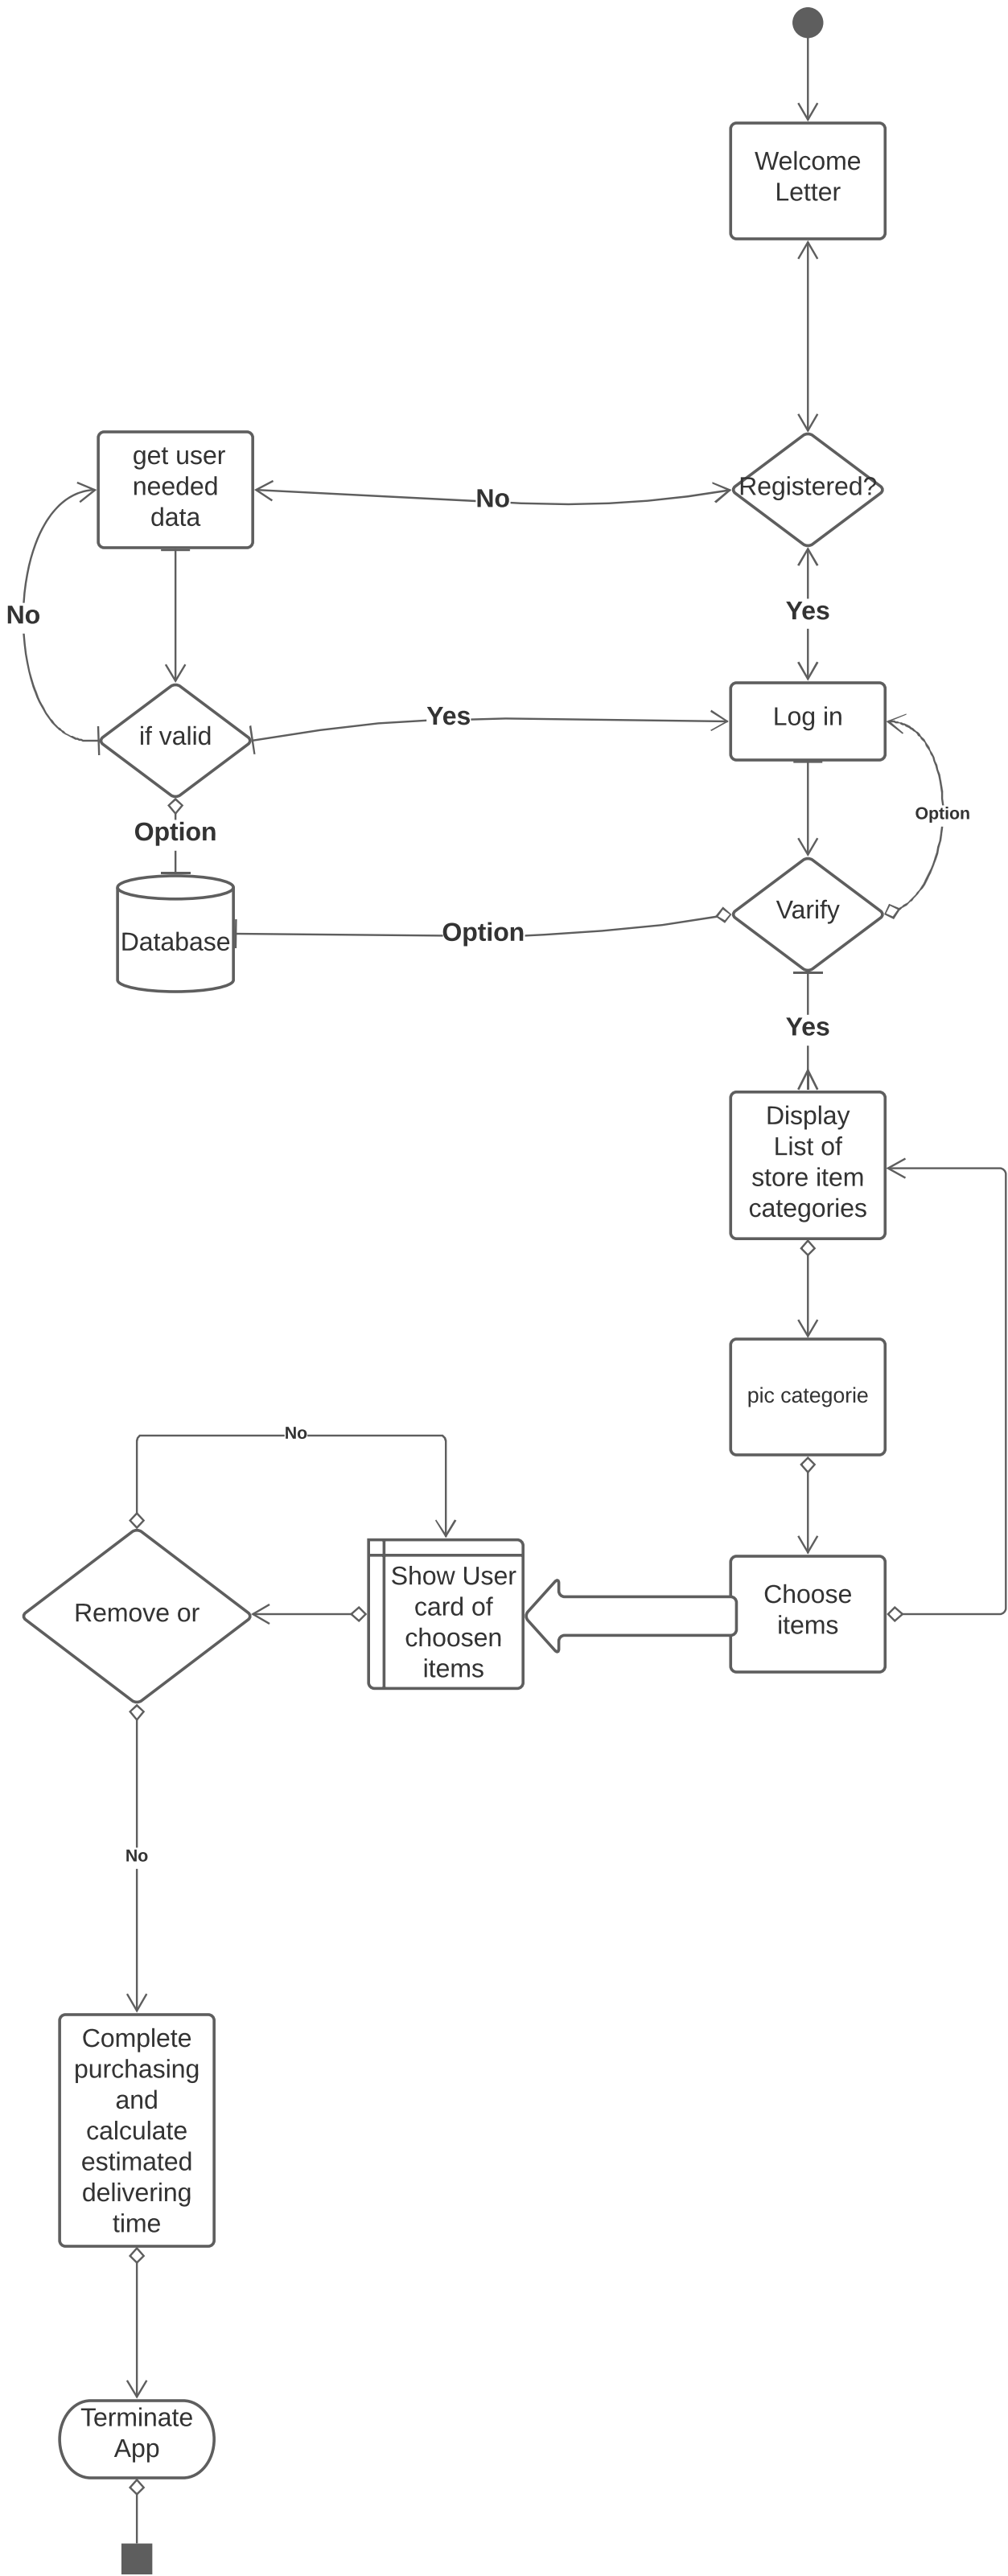 Welcome
Letter
get user
needed
data
No
Registered?
No
Yes
if valid
Yes
Log in
Option
Option
Database
Option
Varify
Yes
Display
List of
store item
categories
pic categorie
No
Remove or
Show User
card of
choosen
items
Choose
items
No
Complete
purchasing
and
calculate
estimated
delivering
time
Terminate
App